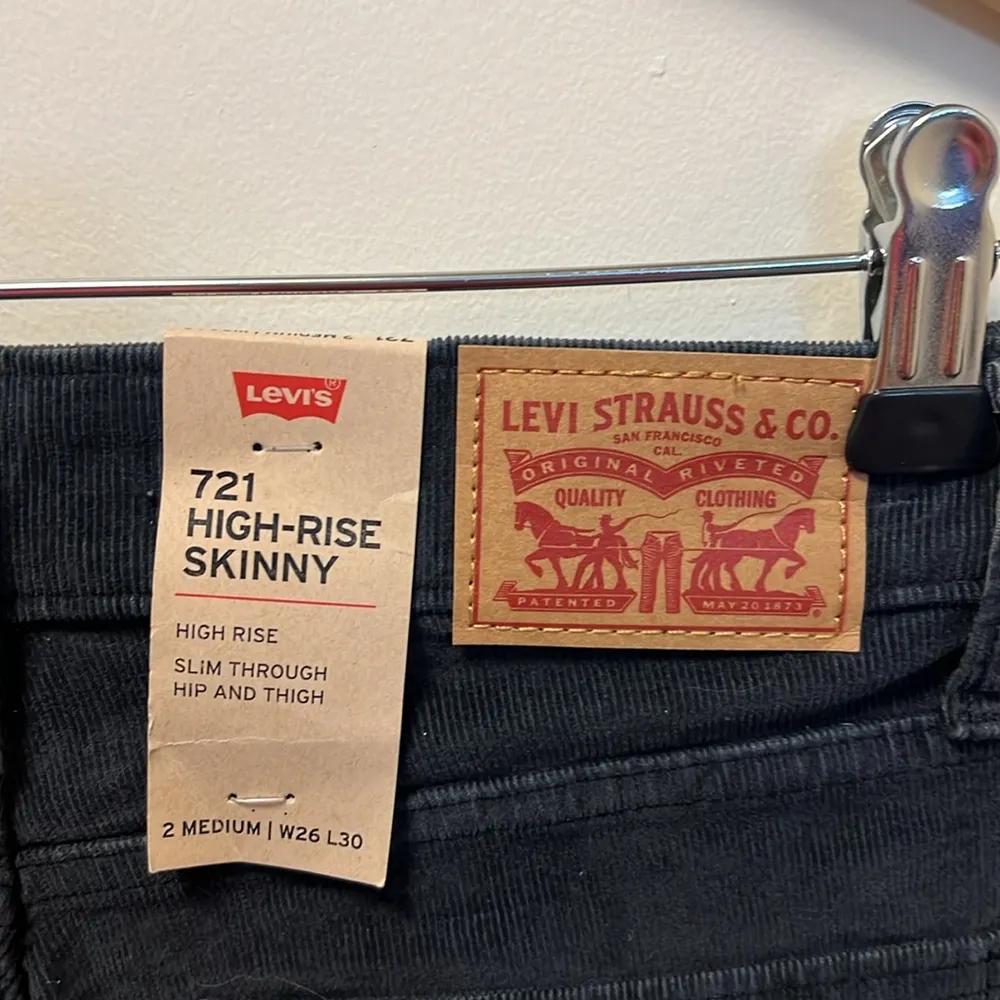 Levi's®
721
HIGH-RISE
SKINNY
HIGH RISE
SLIM THROUGH
HIP AND THIGH
2 MEDIUM | W26 L30
LEVI STRAUSS & CO.
SAN FRANCISCO
CAL.
ORIGINAL RIVETED
QUALITY CLOTHING
PATENTED MAY 20 1873 ®